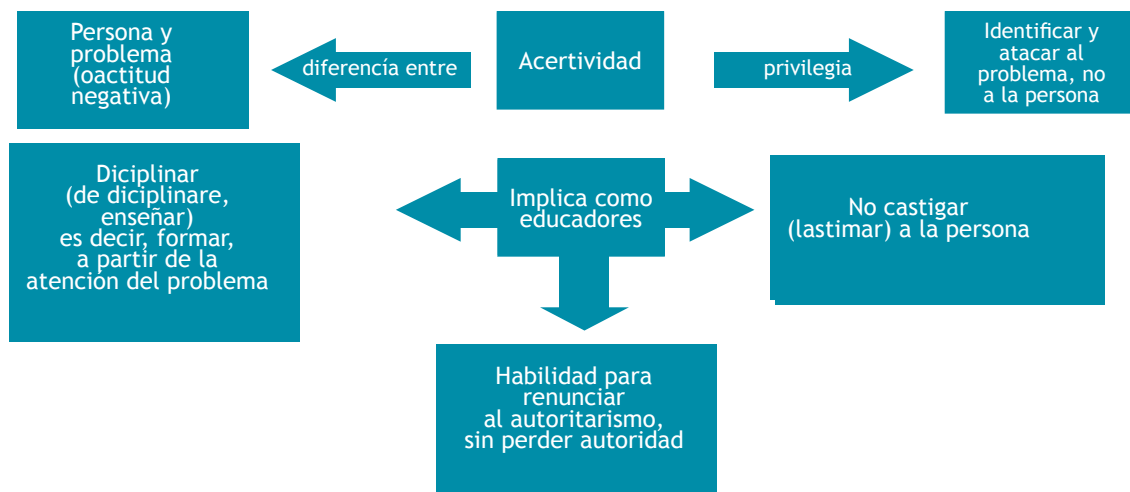 Persona y
problema
(oactitud
negativa)
diferencía entre
Acertividad
privilegia
Identificar y
atacar al
problema, no
a la persona
Diciplinar
(de diciplinare,
enseñar)
es decir, formar,
a partir de la
atención del problema
Implica como
educadores
No castigar
(lastimar) a la persona
Habilidad para
renunciar
al autoritarismo,
sin perder autoridad